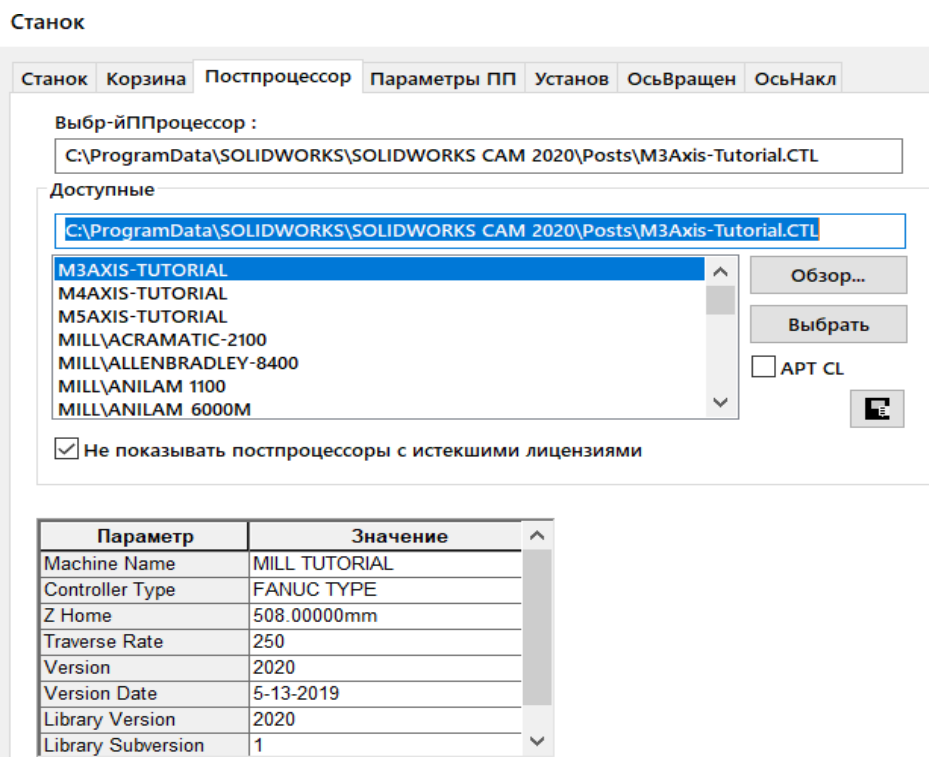 Станок
Станок Корзина Постпроцессор Параметры ПП Установ ОсьВращен ОсьНакл
Выбр-йППроцессор :
C:\ProgramData\SOLIDWORKS\SOLIDWORKS CAM 2020\Posts\M3Axis-Tutorial.CTL
Доступные
C:\ProgramData\SOLIDWORKS\SOLIDWORKS CAM 2020\Posts\M3Axis-Tutorial.CTL
M3AXIS-TUTORIAL
M4AXIS-TUTORIAL
M5AXIS-TUTORIAL
MILL\ACRAMATIC-2100
MILL\ALLENBRADLEY-8400
MILL\ANILAM 1100
MILL\ANILAM 6000M
Обзор...
Выбрать
APT CL
Не показывать постпроцессоры с истекшими лицензиями
Параметр Значение
Machine Name MILL TUTORIAL
Controller Type FANUC TYPE
Z Home 508.00000mm
Traverse Rate 250
Version 2020
Version Date 5-13-2019
Library Version 2020
Library Subversion 1